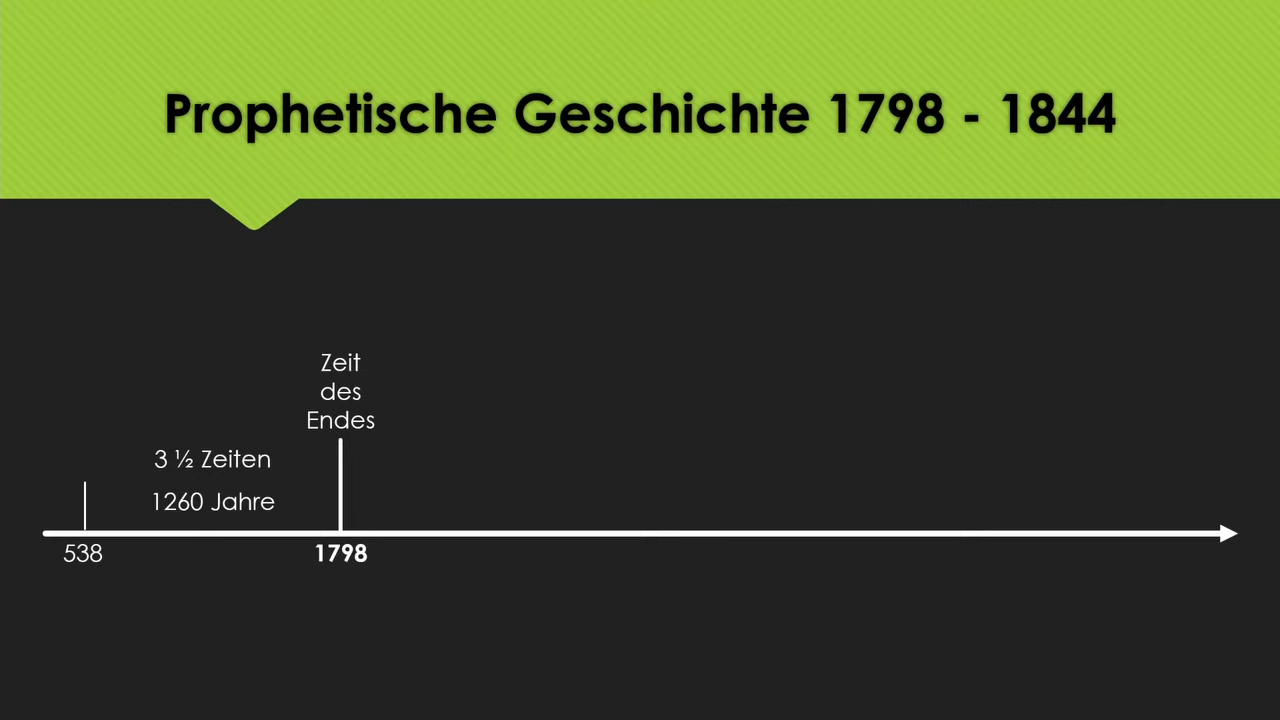 Prophetische Geschichte 1798 - 1844
Zeit
des
Endes
3 ½ Zeiten
1260 Jahre
538
1798